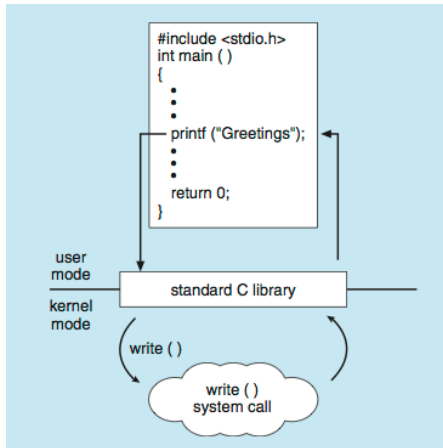 #include <stdio.h>
int main ( )
{
•
•
•
printf ("Greetings");
•
•
•
return 0;
}
user
mode
standard C library
kernel
mode
write ( )
write ( )
system call